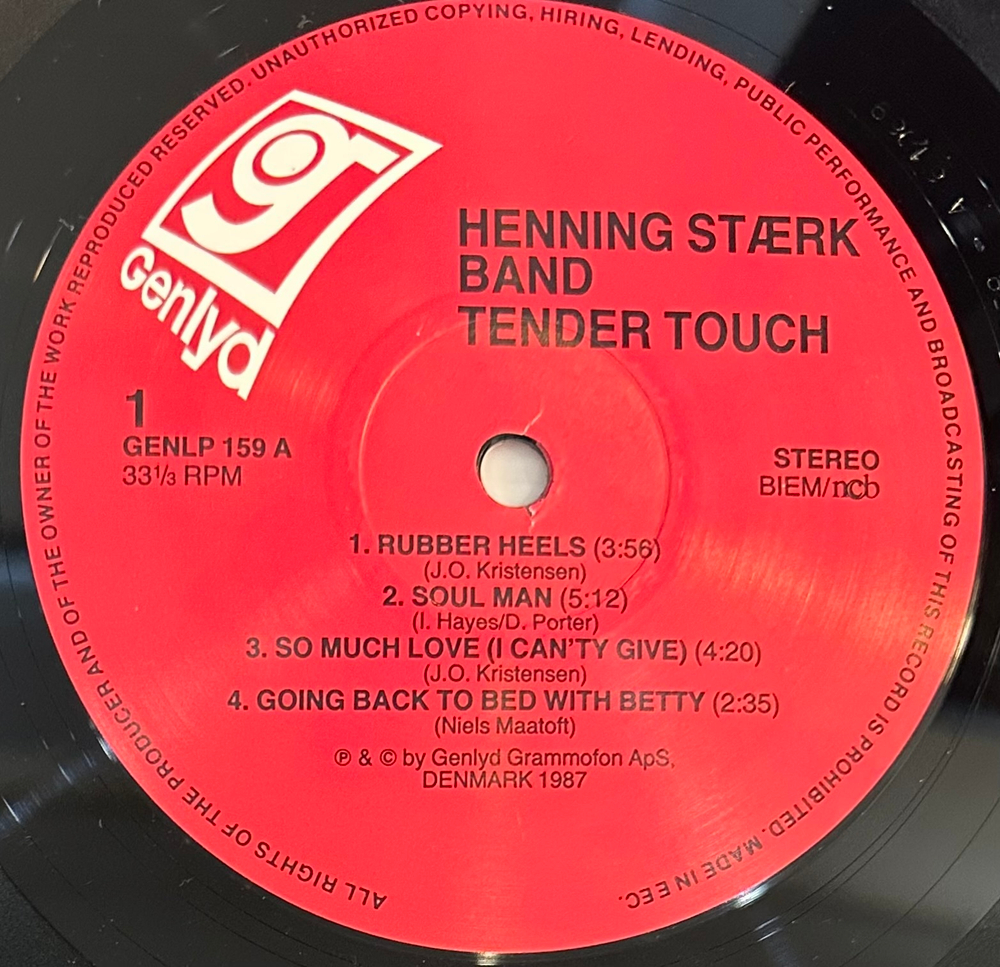 ALL RIGHTS OF THE PRODUCER AND OF THE OWNER OF THE WORK REPRODUCED RESERVED. UNAUTHORIZED COPYING, HIRING, LENDING, PUBLIC PERFORMANCE AND BROADCASTING OF THIS RECORD IS PROHIBITED. MADE IN EEC.
gr
Genlyd
HENNING STÆRK
BAND
TENDER TOUCH
1
GENLP 159 A
33 1/3 RPM
STEREO
BIEM/ncb
1. RUBBER HEELS (3:56)
(J.O. Kristensen)
2. SOUL MAN (5:12)
(I. Hayes/D. Porter)
3. SO MUCH LOVE (I CAN'TY GIVE) (4:20)
(J.O. Kristensen)
4. GOING BACK TO BED WITH BETTY (2:35)
(Niels Maatoft)
℗ & © by Genlyd Grammofon ApS,
DENMARK 1987